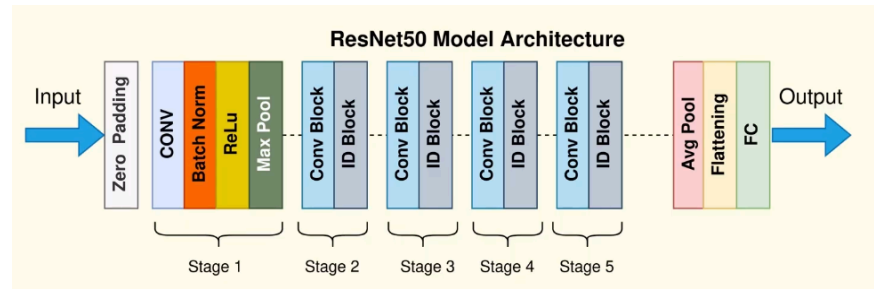 ResNet50 Model Architecture
Input
Zero Padding
CONV
Batch Norm
ReLu
Max Pool
Conv Block
ID Block
Conv Block
ID Block
Conv Block
ID Block
Conv Block
ID Block
Avg Pool
Flattening
FC
Output
Stage 1
Stage 2
Stage 3
Stage 4
Stage 5